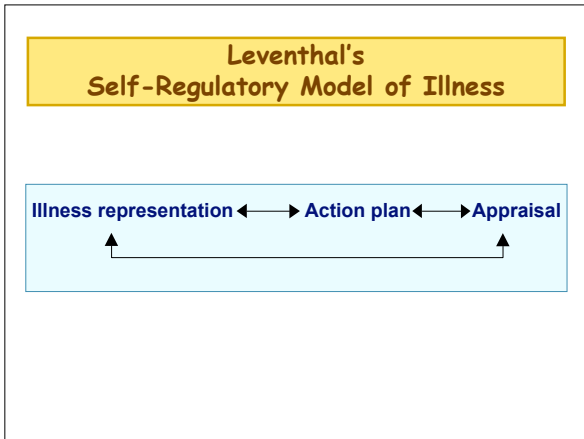 Leventhal's
Self-Regulatory Model of Illness
Illness representation Action plan Appraisal